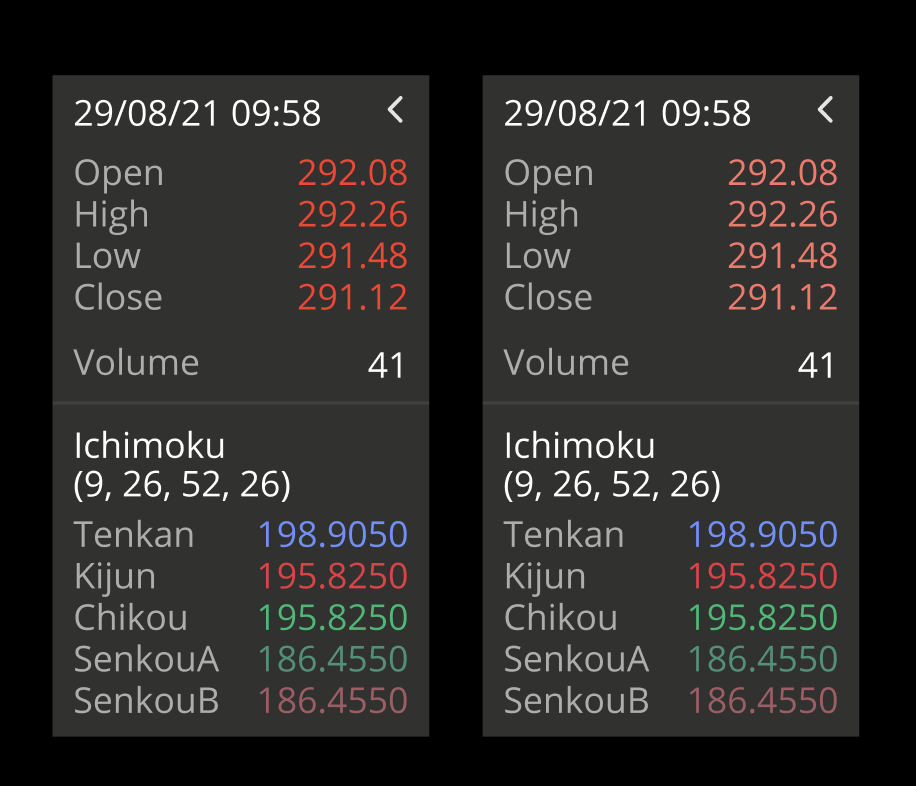 29/08/21 09:58
Open 292.08
High 292.26
Low 291.48
Close 291.12
Volume 41
Ichimoku
(9, 26, 52, 26)
Tenkan 198.9050
Kijun 195.8250
Chikou 195.8250
SenkouA 186.4550
SenkouB 186.4550
29/08/21 09:58
Open 292.08
High 292.26
Low 291.48
Close 291.12
Volume 41
Ichimoku
(9, 26, 52, 26)
Tenkan 198.9050
Kijun 195.8250
Chikou 195.8250
SenkouA 186.4550
SenkouB 186.4550